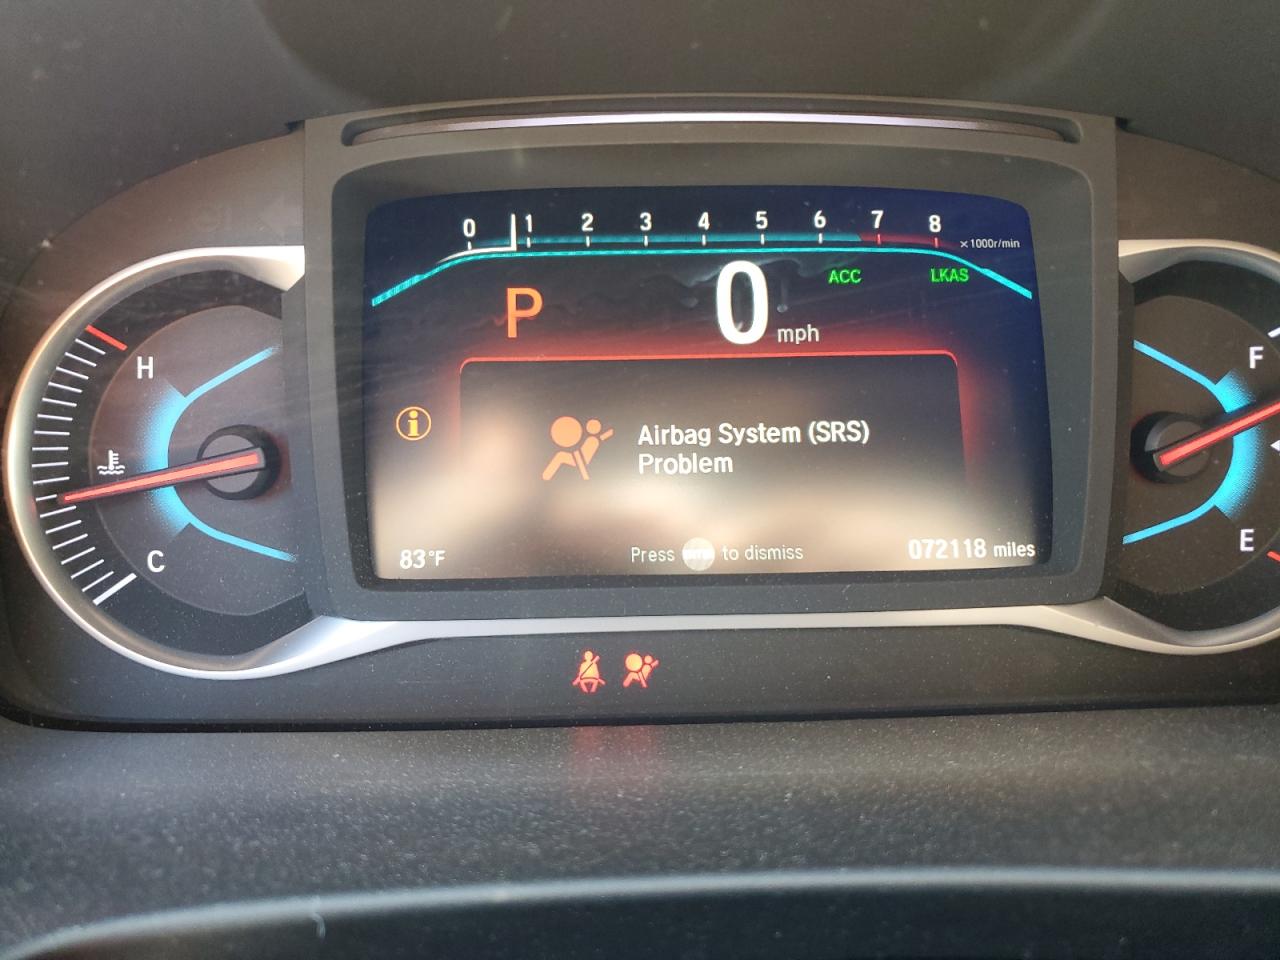 0 1 2 3 4 5 6 7 8
×1000r/min
ACC LKAS
P 0 mph
H
F
i
Airbag System (SRS)
Problem
C
E
83°F
Press to dismiss
072118 miles